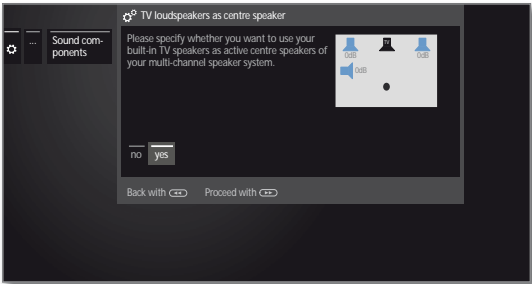 TV loudspeakers as centre speaker
... Sound com-
ponents
Please specify whether you want to use your
built-in TV speakers as active centre speakers of
your multi-channel speaker system.
TV
0dB 0dB
0dB
no yes
Back with Proceed with